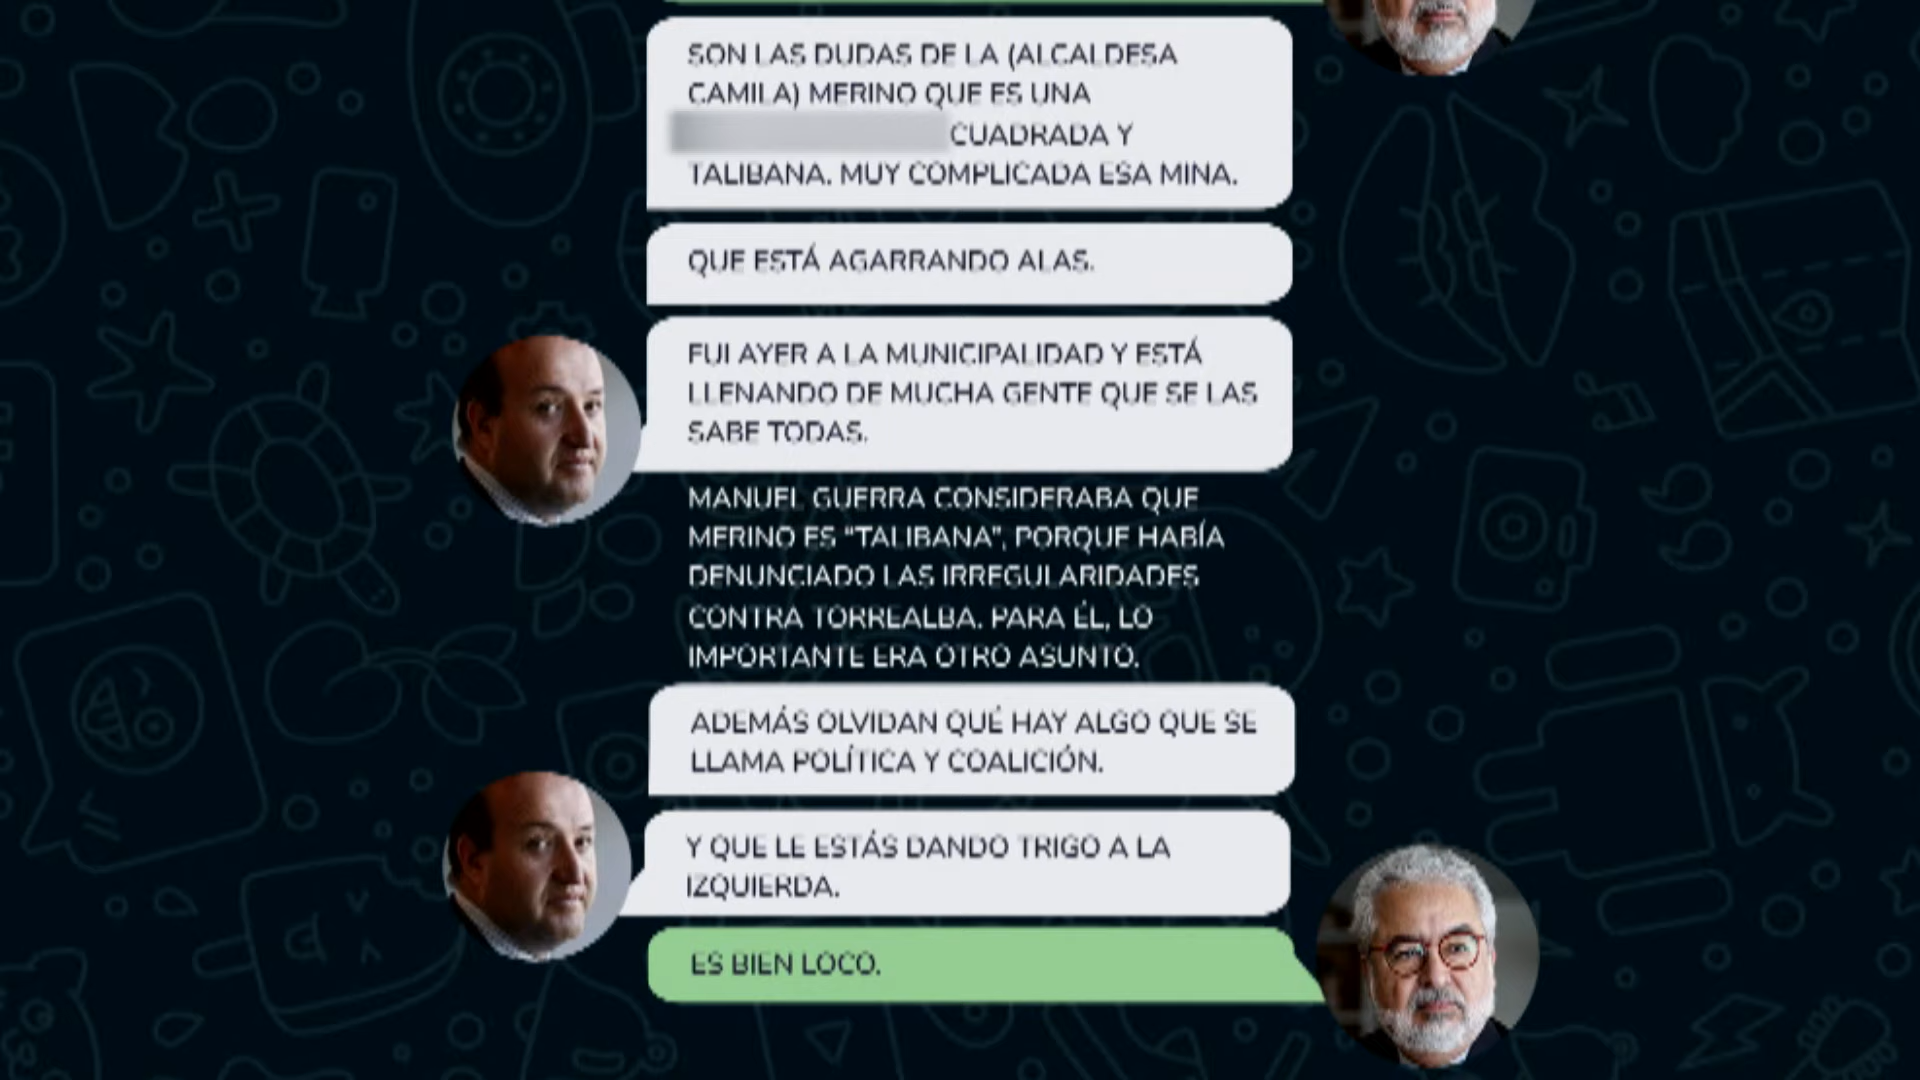 SON LAS DUDAS DE LA (ALCALDESA
CAMILA) MERINO QUE ES UNA
CUADRADA Y
TALIBANA. MUY COMPLICADA ESA MINA.
QUE ESTÁ AGARRANDO ALAS.
FUI AYER A LA MUNICIPALIDAD Y ESTÁ
LLENANDO DE MUCHA GENTE QUE SE LAS
SABE TODAS.
MANUEL GUERRA CONSIDERABA QUE
MERINO ES “TALIBANA”, PORQUE HABÍA
DENUNCIADO LAS IRREGULARIDADES
CONTRA TORREALBA. PARA ÉL, LO
IMPORTANTE ERA OTRO ASUNTO.
ADEMÁS OLVIDAN QUÉ HAY ALGO QUE SE
LLAMA POLÍTICA Y COALICIÓN.
Y QUE LE ESTÁS DANDO TRIGO A LA
IZQUIERDA.
ES BIEN LOCO.